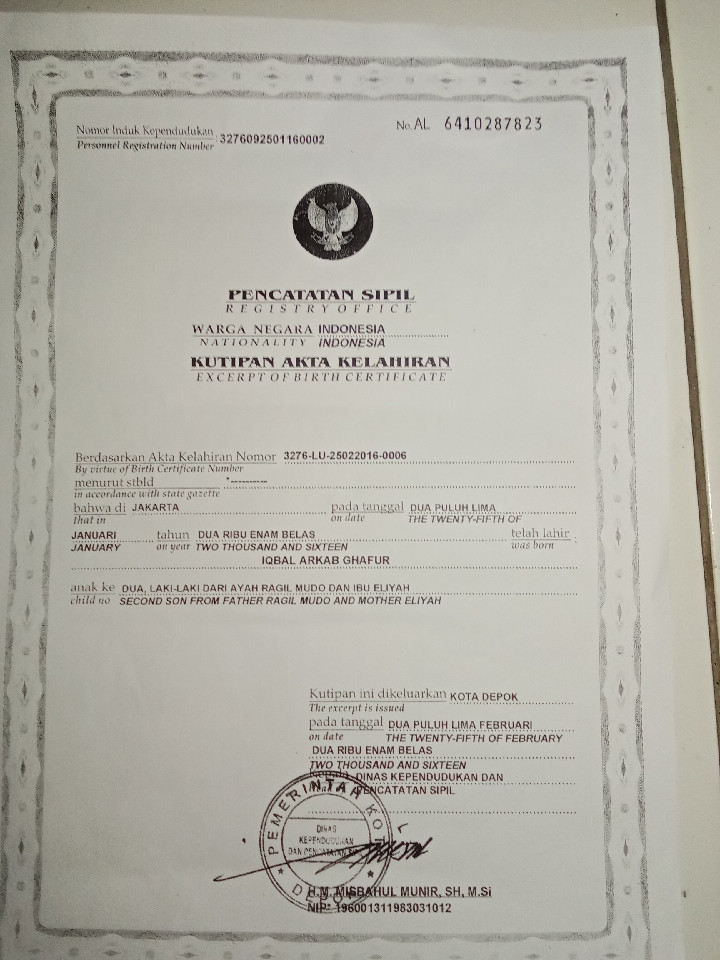 Nomor Induk Kependudukan 3276092501160002
Personnel Registration Number
No. AL 6410287823
PENCATATAN SIPIL
REGISTRY OFFICE
WARGA NEGARA INDONESIA
NATIONALITY INDONESIA
KUTIPAN AKTA KELAHIRAN
EXCERPT OF BIRTH CERTIFICATE
Berdasarkan Akta Kelahiran Nomor 3276-LU-25022016-0006
By virtue of Birth Certificate Number
menurut stbld *----------
in accordance with state gazette
bahwa di JAKARTA pada tanggal DUA PULUH LIMA
that in on date THE TWENTY-FIFTH OF
JANUARI tahun DUA RIBU ENAM BELAS telah lahir
JANUARY on year TWO THOUSAND AND SIXTEEN was born
IQBAL ARKAB GHAFUR
anak ke DUA, LAKI-LAKI DARI AYAH RAGIL MUDO DAN IBU ELIYAH
child no SECOND SON FROM FATHER RAGIL MUDO AND MOTHER ELIYAH
Kutipan ini dikeluarkan KOTA DEPOK
The excerpt is issued
pada tanggal DUA PULUH LIMA FEBRUARI
on date THE TWENTY-FIFTH OF FEBRUARY
DUA RIBU ENAM BELAS
TWO THOUSAND AND SIXTEEN
Kepala DINAS KEPENDUDUKAN DAN
PENCATATAN SIPIL
PEMERINTAH KOTA
DINAS
KEPENDUDUKAN
DAN PENCATATAN SIPIL
DEPOK
H.M. MISBAHUL MUNIR, SH, M.Si
NIP: 196001311983031012